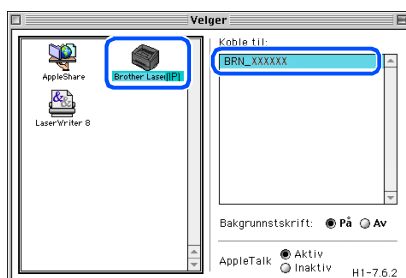 Velger
AppleShare
Brother Laser(IP)
LaserWriter 8
Koble til:
BRN_XXXXXX
Bakgrunnstskrift: På Av
AppleTalk Aktiv
Inaktiv
H1-7.6.2